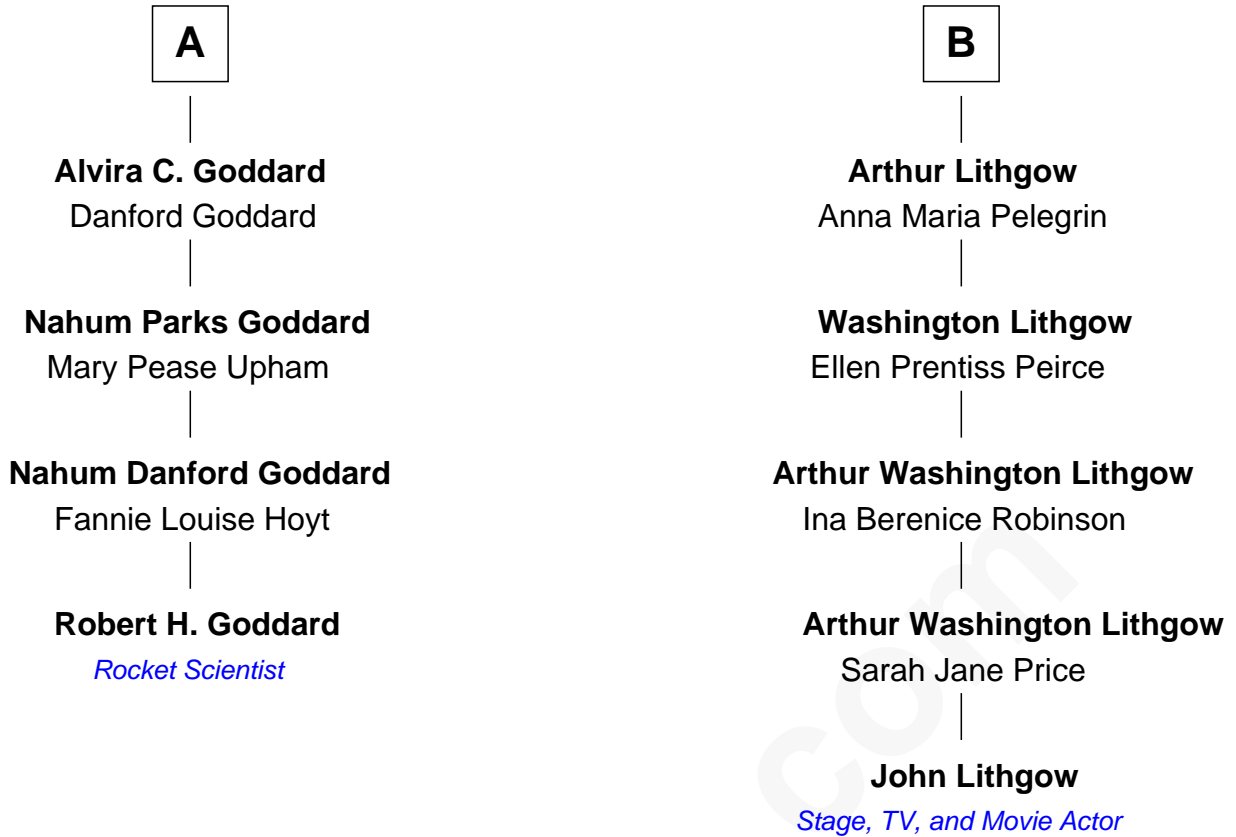 A
Alvira C. Goddard
Danford Goddard
Nahum Parks Goddard
Mary Pease Upham
Nahum Danford Goddard
Fannie Louise Hoyt
Robert H. Goddard
Rocket Scientist
B
Arthur Lithgow
Anna Maria Pelegrin
Washington Lithgow
Ellen Prentiss Peirce
Arthur Washington Lithgow
Ina Berenice Robinson
Arthur Washington Lithgow
Sarah Jane Price
John Lithgow
Stage, TV, and Movie Actor
com